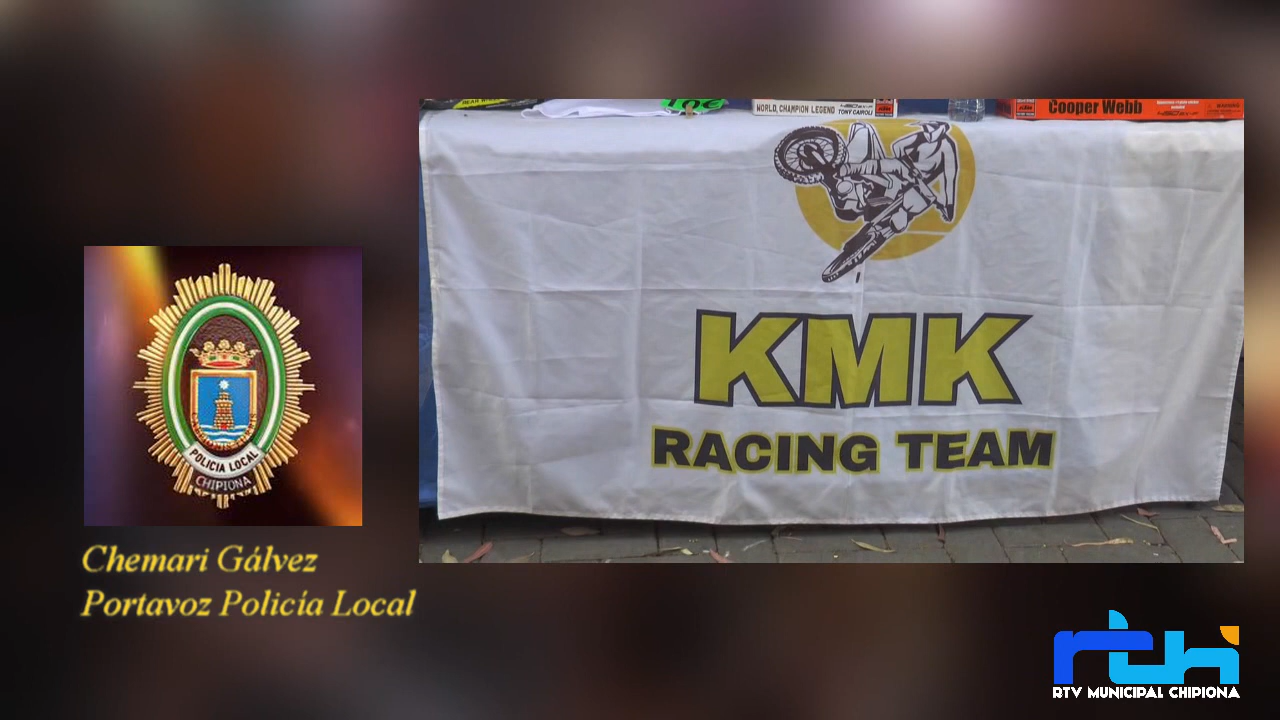 WORLD, CHAMPION LEGEND
TONY CAIROLI
Cooper Webb
KMK
RACING TEAM
POLICIA LOCAL
CHIPIONA
Chemari Gálvez
Portavoz Policía Local
RTV MUNICIPAL CHIPIONA